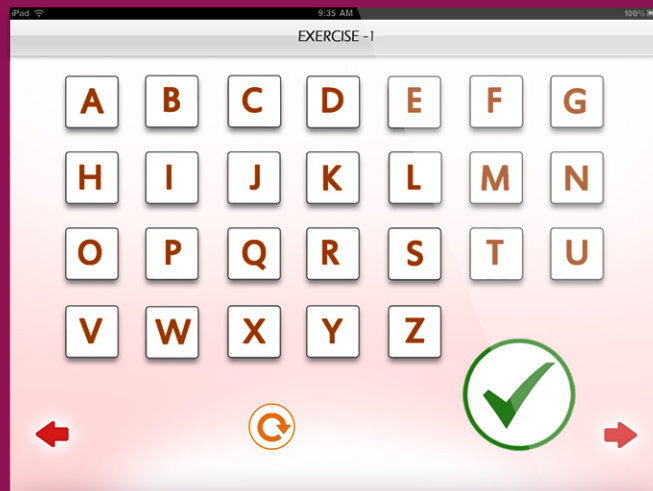 iPad 9:35 AM 100%
EXERCISE -1
A B C D E F G
H I J K L M N
O P Q R S T U
V W X Y Z